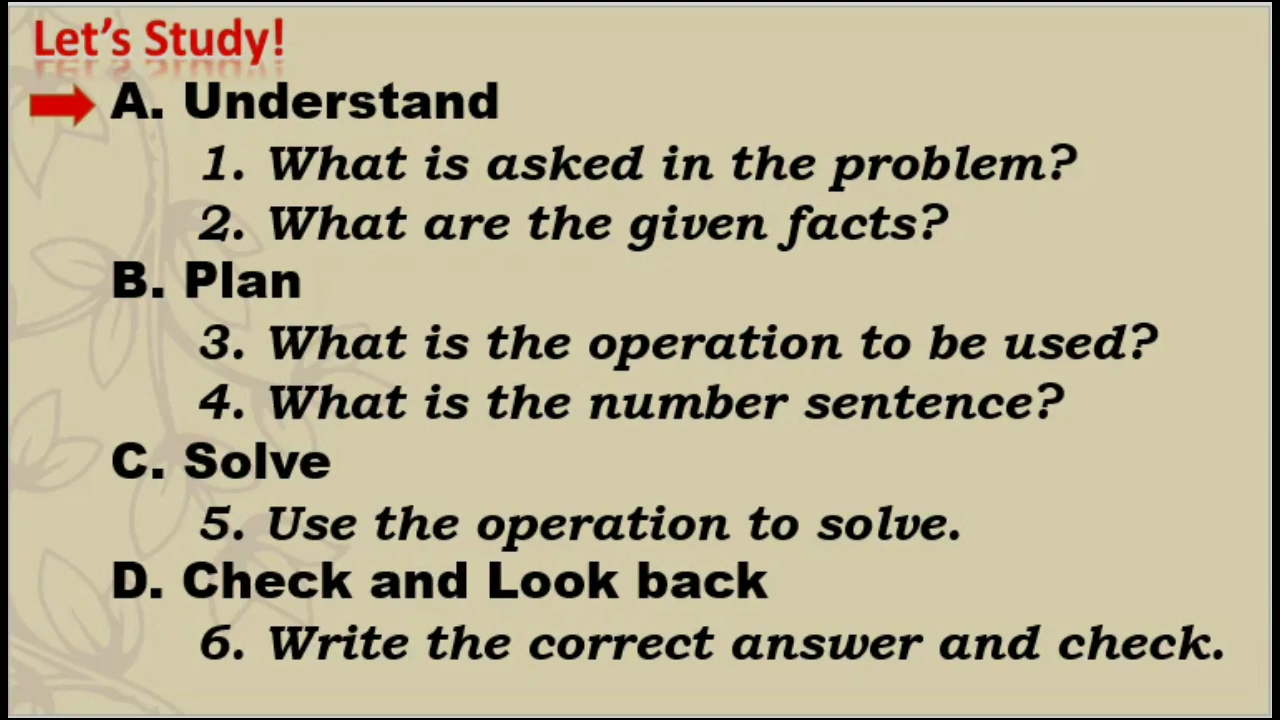 Let's Study!
A. Understand
1. What is asked in the problem?
2. What are the given facts?
B. Plan
3. What is the operation to be used?
4. What is the number sentence?
C. Solve
5. Use the operation to solve.
D. Check and Look back
6. Write the correct answer and check.